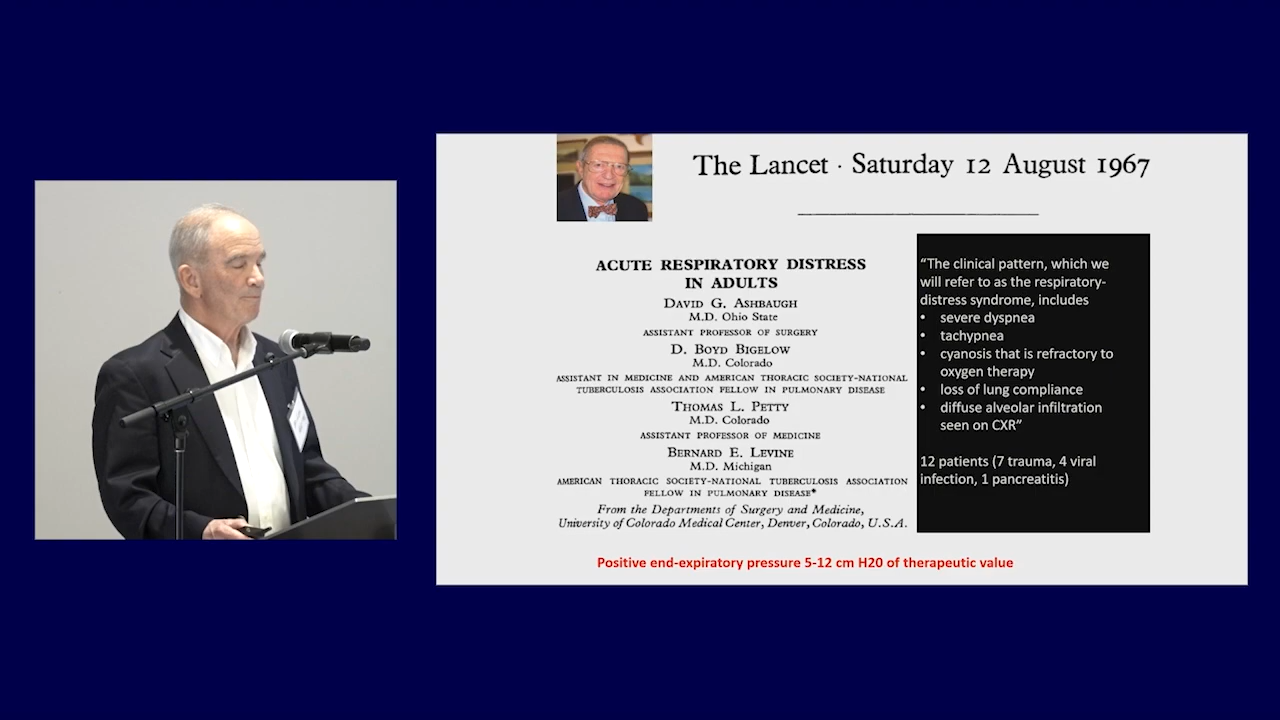 The Lancet · Saturday 12 August 1967
ACUTE RESPIRATORY DISTRESS
IN ADULTS
DAVID G. ASHBAUGH
M.D. Ohio State
ASSISTANT PROFESSOR OF SURGERY
D. BOYD BIGELOW
M.D. Colorado
ASSISTANT IN MEDICINE AND AMERICAN THORACIC SOCIETY-NATIONAL
TUBERCULOSIS ASSOCIATION FELLOW IN PULMONARY DISEASE
THOMAS L. PETTY
M.D. Colorado
ASSISTANT PROFESSOR OF MEDICINE
BERNARD E. LEVINE
M.D. Michigan
AMERICAN THORACIC SOCIETY-NATIONAL TUBERCULOSIS ASSOCIATION
FELLOW IN PULMONARY DISEASE*
From the Departments of Surgery and Medicine,
University of Colorado Medical Center, Denver, Colorado, U.S.A.
“The clinical pattern, which we
will refer to as the respiratory-
distress syndrome, includes
• severe dyspnea
• tachypnea
• cyanosis that is refractory to
oxygen therapy
• loss of lung compliance
• diffuse alveolar infiltration
seen on CXR”
12 patients (7 trauma, 4 viral
infection, 1 pancreatitis)
Positive end-expiratory pressure 5-12 cm H20 of therapeutic value